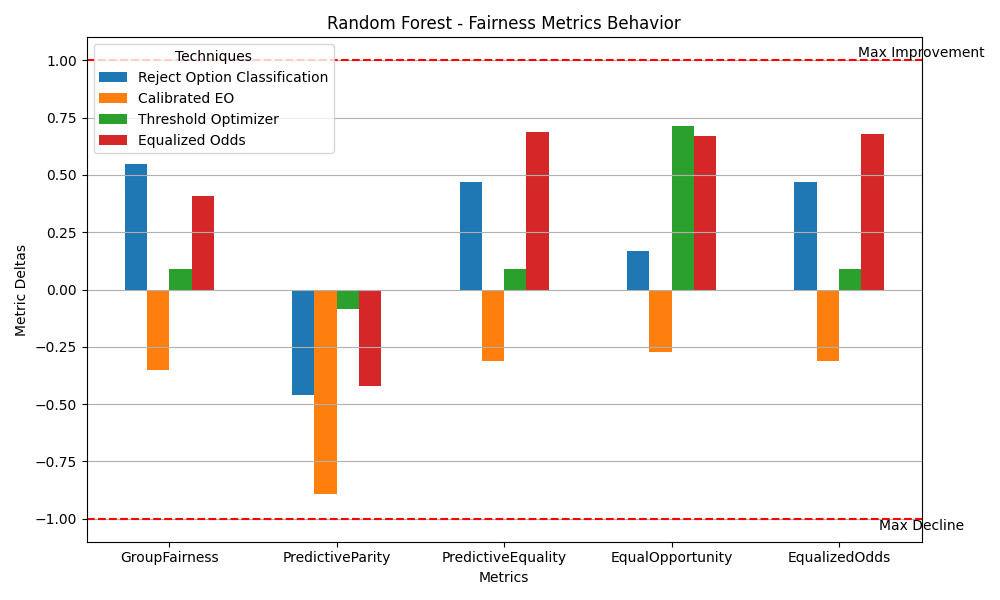 Random Forest - Fairness Metrics Behavior
Max Improvement
Techniques
Reject Option Classification
Calibrated EO
Threshold Optimizer
Equalized Odds
Metric Deltas
1.00
0.75
0.50
0.25
0.00
−0.25
−0.50
−0.75
−1.00
Max Decline
GroupFairness
PredictiveParity
PredictiveEquality
EqualOpportunity
EqualizedOdds
Metrics